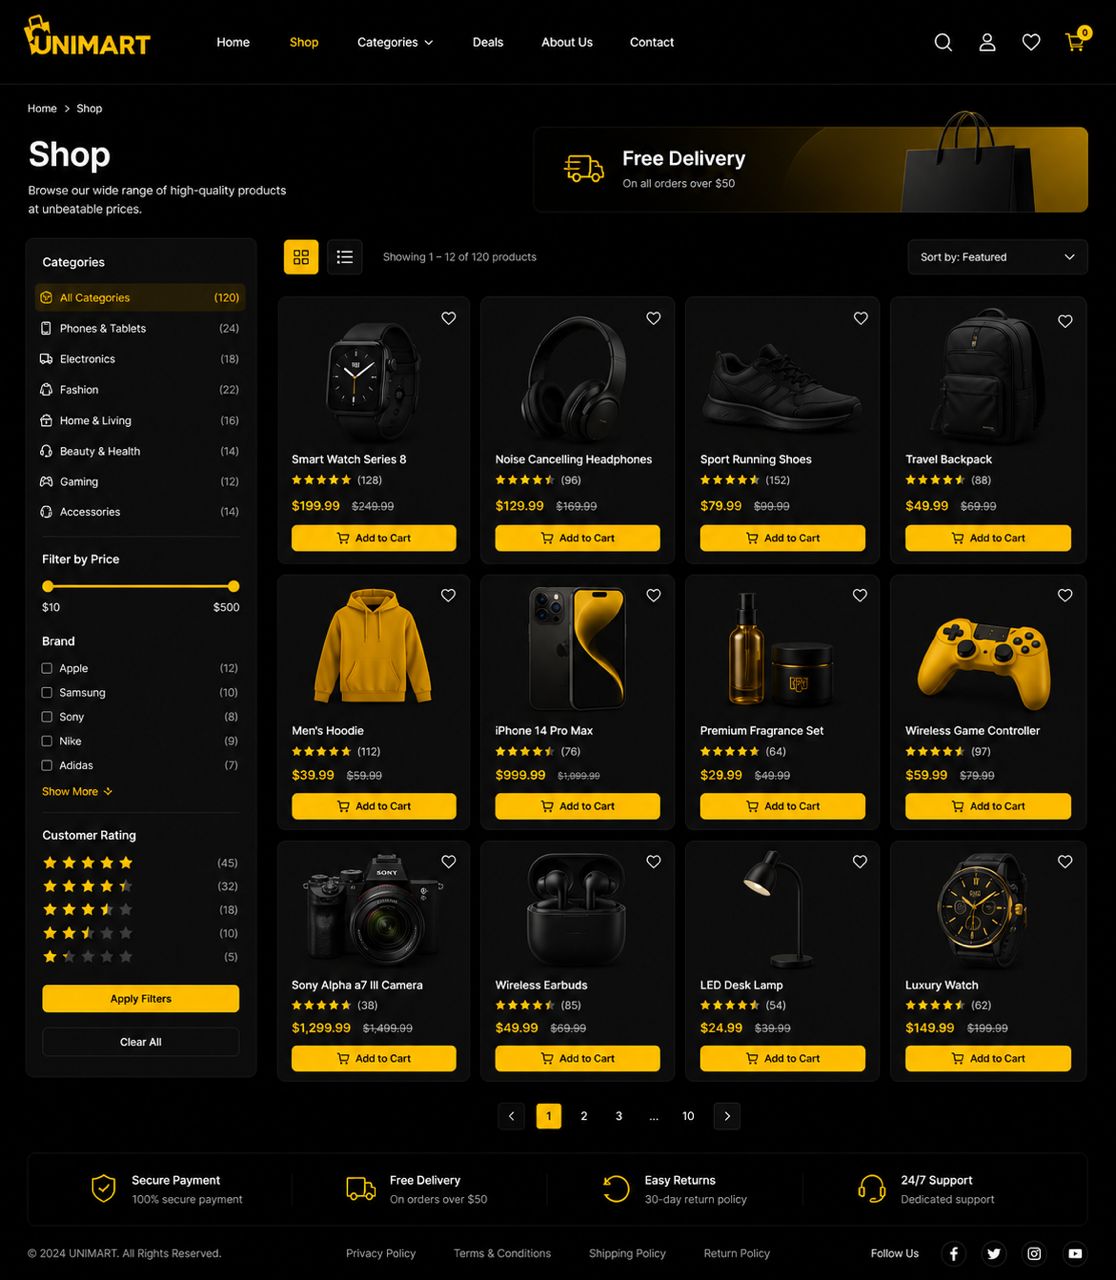 UNIMART
Home
Shop
Categories
Deals
About Us
Contact
0
Home > Shop
Shop
Browse our wide range of high-quality products
at unbeatable prices.
Free Delivery
On all orders over $50
Categories
All Categories (120)
Phones & Tablets (24)
Electronics (18)
Fashion (22)
Home & Living (16)
Beauty & Health (14)
Gaming (12)
Accessories (14)
Filter by Price
$10 $500
Brand
Apple (12)
Samsung (10)
Sony (8)
Nike (9)
Adidas (7)
Show More
Customer Rating
(45)
(32)
(18)
(10)
(5)
Apply Filters
Clear All
Showing 1 – 12 of 120 products
Sort by: Featured
Smart Watch Series 8
(128)
$199.99 $249.99
Add to Cart
Noise Cancelling Headphones
(96)
$129.99 $169.99
Add to Cart
Sport Running Shoes
(152)
$79.99 $99.99
Add to Cart
Travel Backpack
(88)
$49.99 $69.99
Add to Cart
Men's Hoodie
(112)
$39.99 $59.99
Add to Cart
iPhone 14 Pro Max
(76)
$999.99 $1,099.99
Add to Cart
Premium Fragrance Set
(64)
$29.99 $49.99
Add to Cart
Wireless Game Controller
(97)
$59.99 $79.99
Add to Cart
SONY
Sony Alpha a7 III Camera
(38)
$1,299.99 $1,499.99
Add to Cart
Wireless Earbuds
(85)
$49.99 $69.99
Add to Cart
LED Desk Lamp
(54)
$24.99 $39.99
Add to Cart
Luxury Watch
(62)
$149.99 $199.99
Add to Cart
1 2 3 ... 10
Secure Payment
100% secure payment
Free Delivery
On orders over $50
Easy Returns
30-day return policy
24/7 Support
Dedicated support
© 2024 UNIMART. All Rights Reserved.
Privacy Policy
Terms & Conditions
Shipping Policy
Return Policy
Follow Us